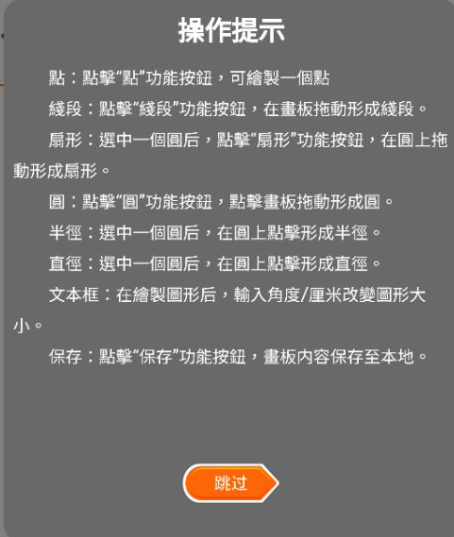 操作提示
點：點擊“點”功能按鈕，可繪製一個點
綫段：點擊“綫段”功能按鈕，在畫板拖動形成綫段。
扇形：選中一個圓后，點擊“扇形”功能按鈕，在圓上拖
動形成扇形。
圓：點擊“圓”功能按鈕，點擊畫板拖動形成圓。
半徑：選中一個圓后，在圓上點擊形成半徑。
直徑：選中一個圓后，在圓上點擊形成直徑。
文本框：在繪製圖形后，輸入角度/厘米改變圖形大
小。
保存：點擊“保存”功能按鈕，畫板内容保存至本地。
跳过